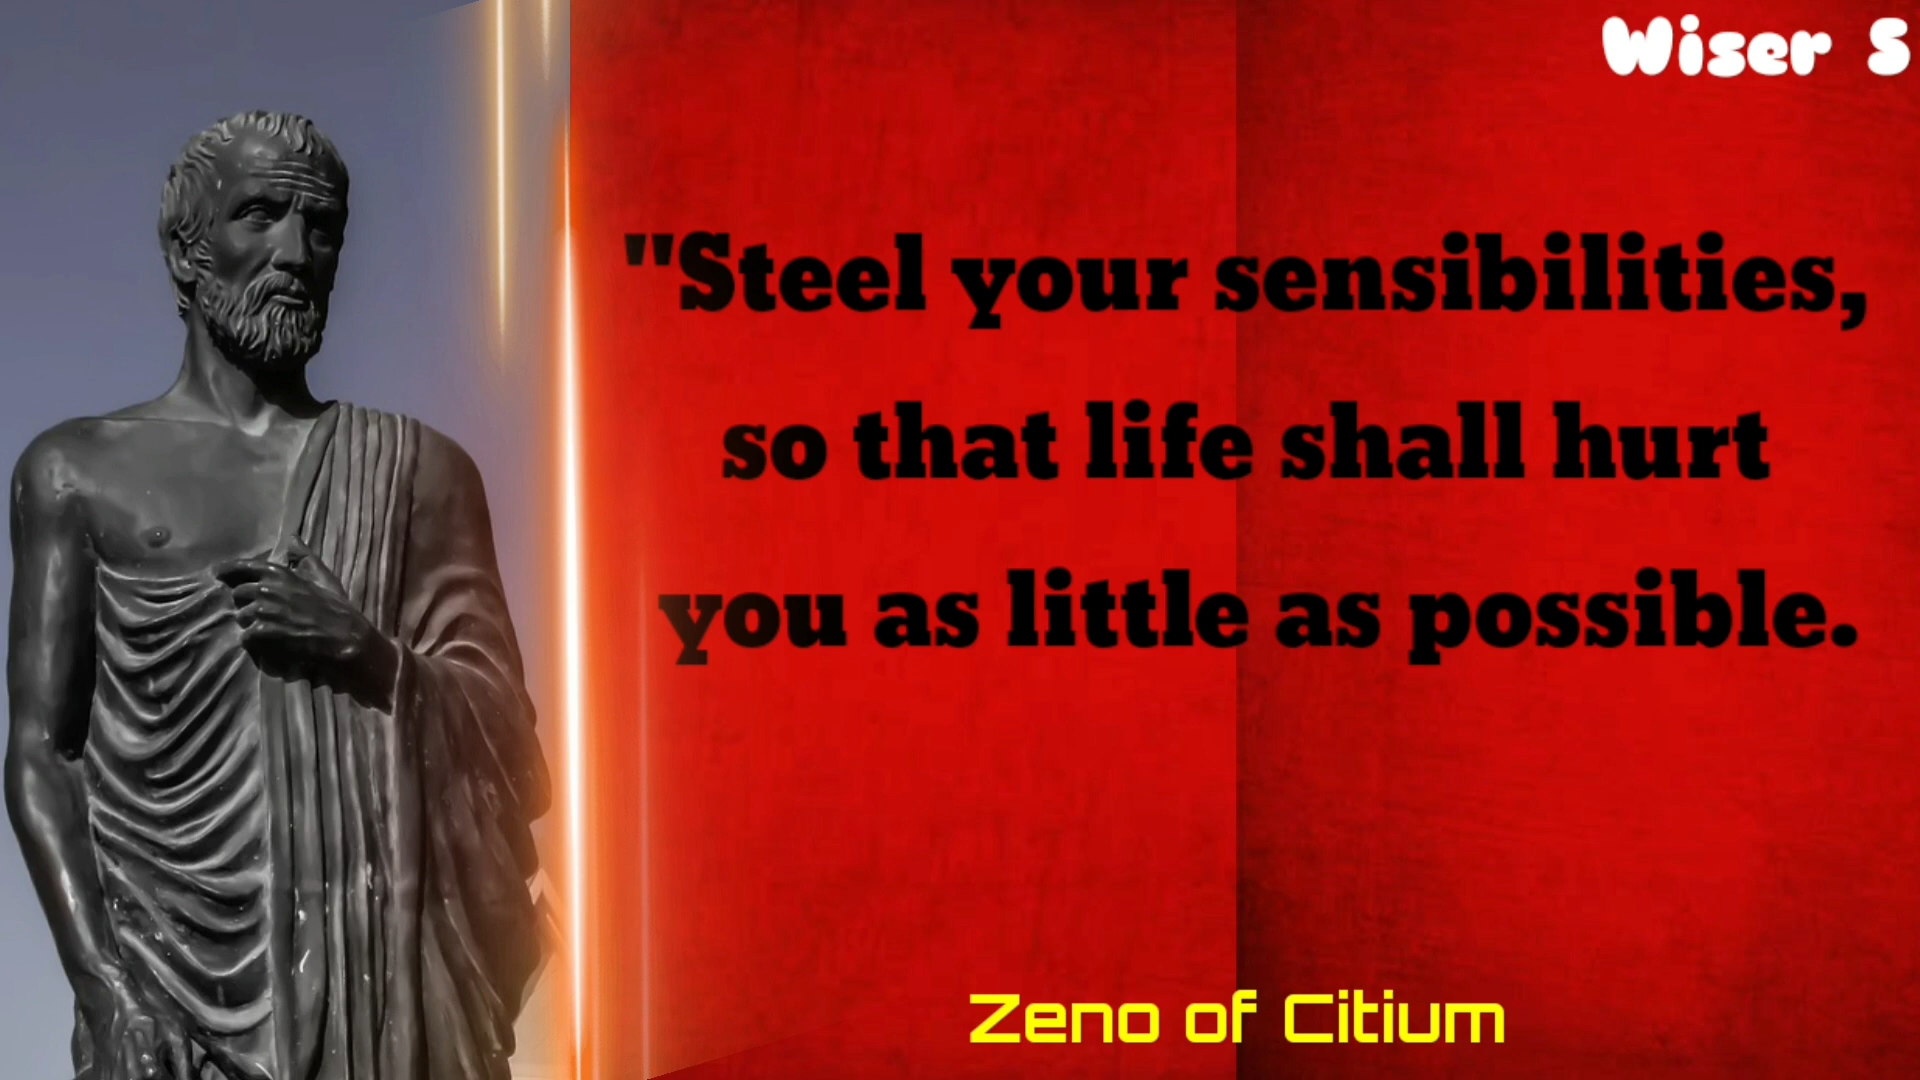 Wiser S
"Steel your sensibilities,
so that life shall hurt
you as little as possible.
Zeno of Citium